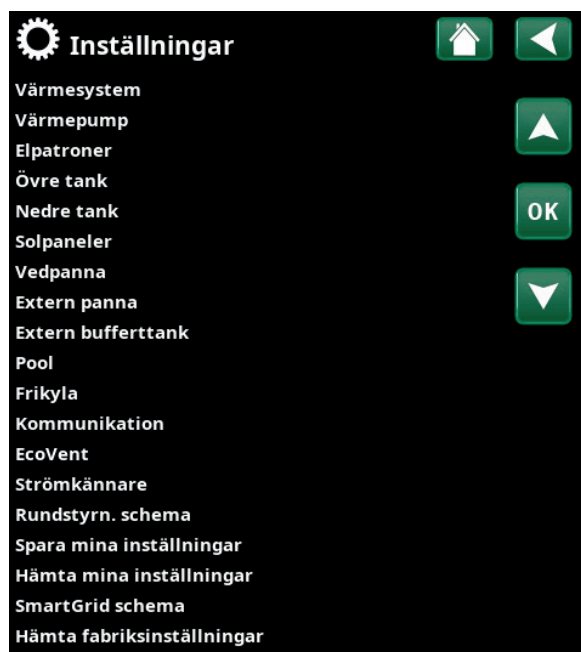 Inställningar
Värmesystem
Värmepump
Elpatroner
Övre tank
Nedre tank
OK
Solpaneler
Vedpanna
Extern panna
Extern bufferttank
Pool
Frikyla
Kommunikation
EcoVent
Strömkännare
Rundstyrn. schema
Spara mina inställningar
Hämta mina inställningar
SmartGrid schema
Hämta fabriksinställningar